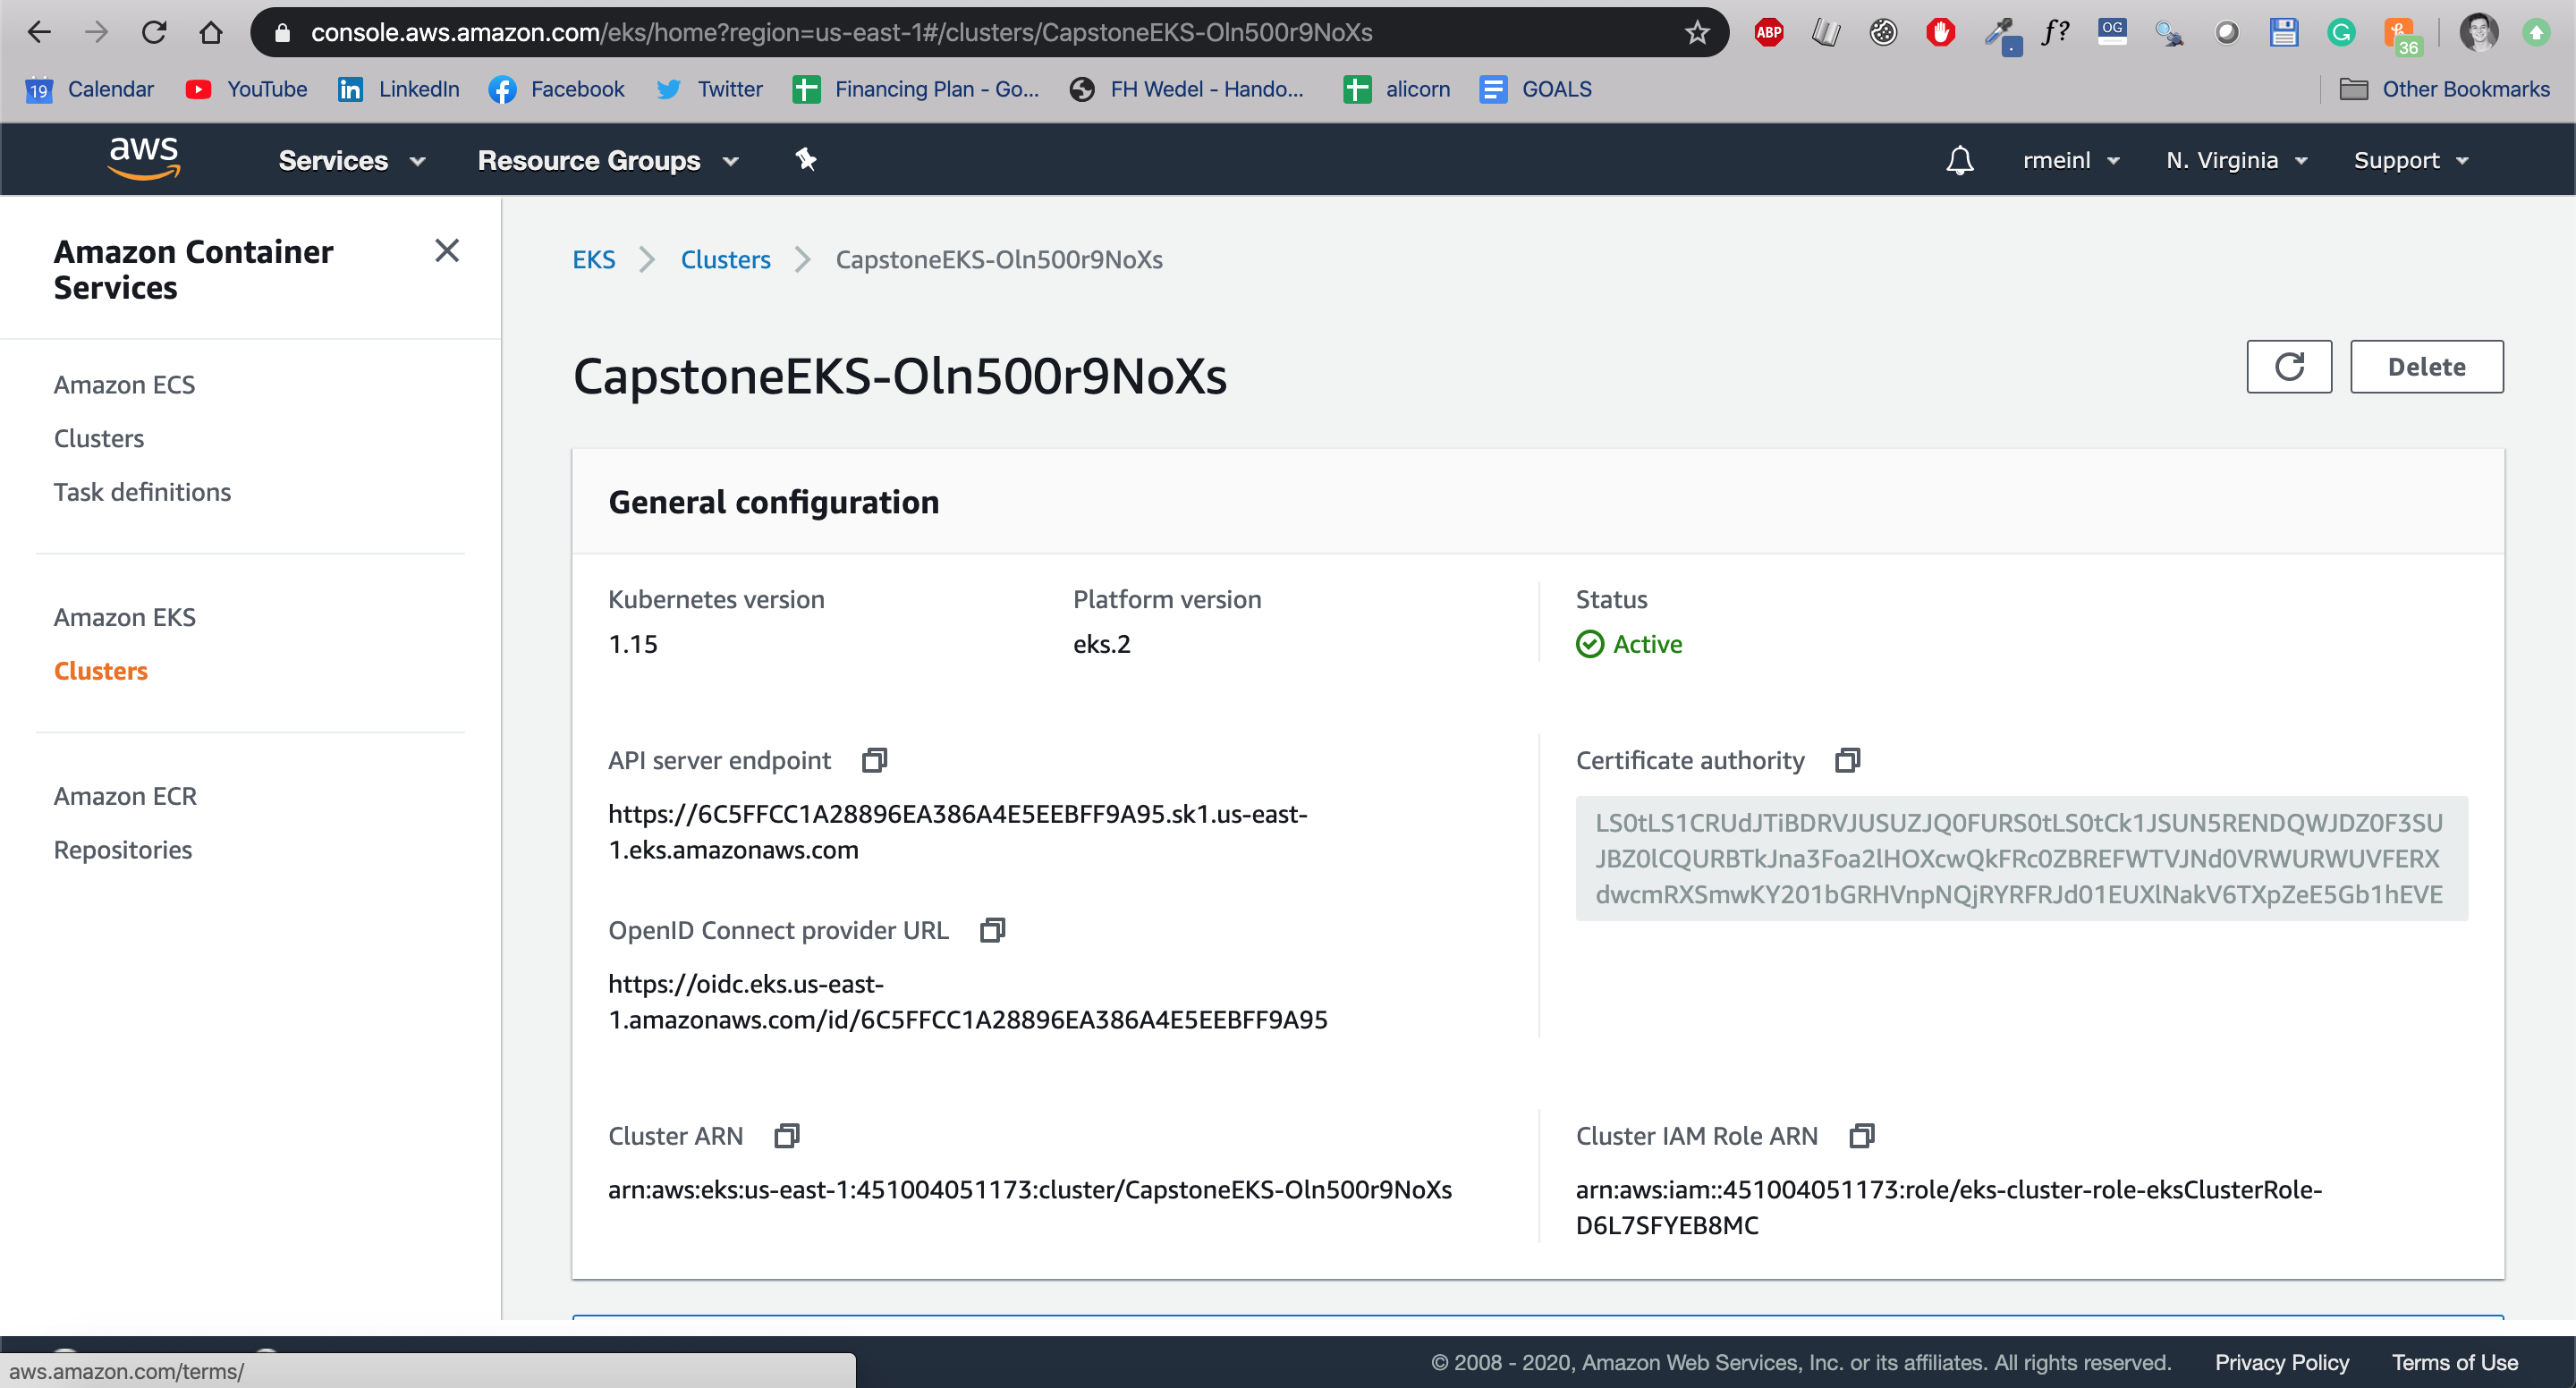 console.aws.amazon.com/eks/home?region=us-east-1#/clusters/CapstoneEKS-Oln500r9NoXs
ABP
f?
OG
G
36
19 Calendar
YouTube
in LinkedIn
Facebook
Twitter
Financing Plan - Go...
FH Wedel - Hando...
alicorn
GOALS
Other Bookmarks
aws
Services
Resource Groups
rmeinl
N. Virginia
Support
Amazon Container
Services
Amazon ECS
Clusters
Task definitions
Amazon EKS
Clusters
Amazon ECR
Repositories
EKS
Clusters
CapstoneEKS-Oln500r9NoXs
CapstoneEKS-Oln500r9NoXs
Delete
General configuration
Kubernetes version
1.15
Platform version
eks.2
Status
Active
API server endpoint
https://6C5FFCC1A28896EA386A4E5EEBFF9A95.sk1.us-east-
1.eks.amazonaws.com
OpenID Connect provider URL
https://oidc.eks.us-east-
1.amazonaws.com/id/6C5FFCC1A28896EA386A4E5EEBFF9A95
Certificate authority
LS0tLS1CRUdJTiBDRVJUSUZJQ0FURS0tLS0tCk1JSUN5RENDQWJDZ0F3SU
JBZ0lCQURBTkJna3Foa2lHOXcwQkFRc0ZBREFWTVJNd0VRWURWUVFERX
dwcmRXSmwKY201bGRHVnpNQjRYRFRJd01EUXlNakV6TXpZeE5Gb1hEVE
Cluster ARN
arn:aws:eks:us-east-1:451004051173:cluster/CapstoneEKS-Oln500r9NoXs
Cluster IAM Role ARN
arn:aws:iam::451004051173:role/eks-cluster-role-eksClusterRole-
D6L7SFYEB8MC
aws.amazon.com/terms/
© 2008 - 2020, Amazon Web Services, Inc. or its affiliates. All rights reserved.
Privacy Policy
Terms of Use